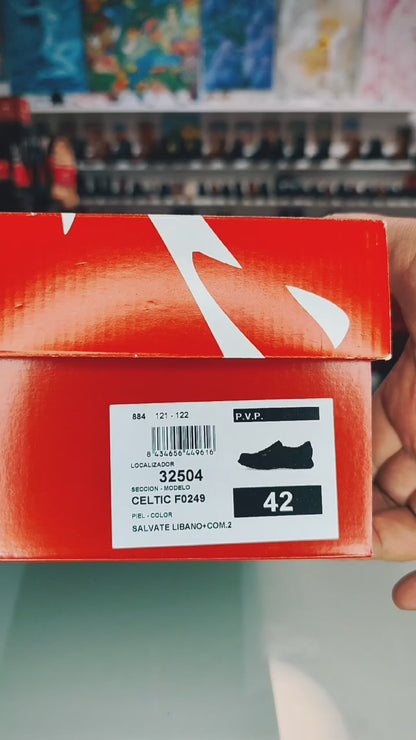 884 121 - 122
P.V.P.
8 434656 449616
LOCALIZADOR
32504
SECCION - MODELO
CELTIC F0249
42
PIEL - COLOR
SALVATE LIBANO+COM.2